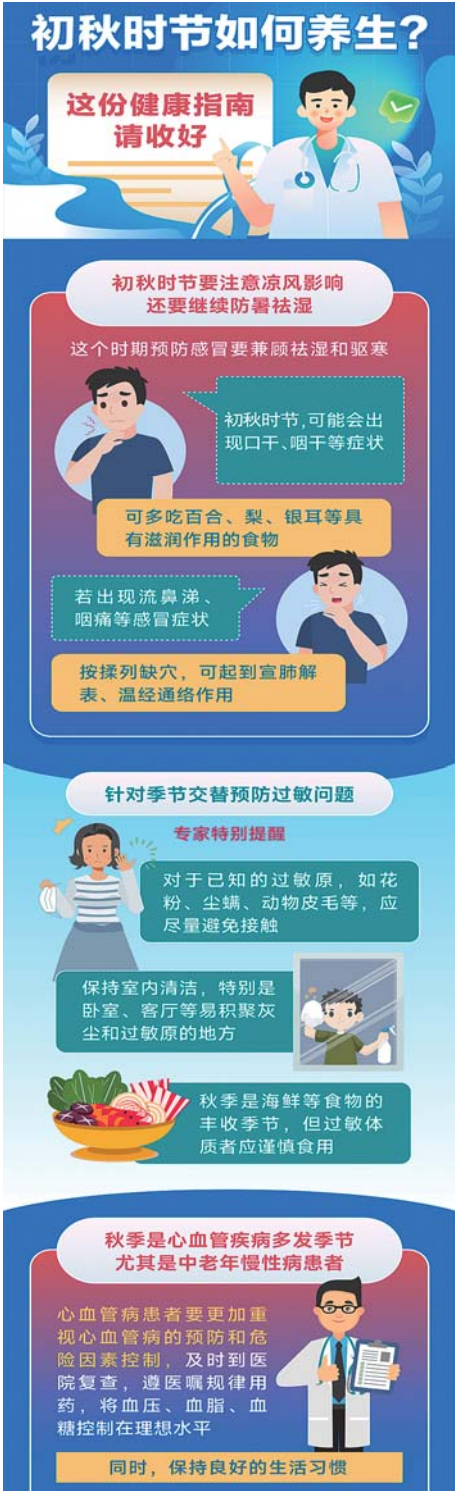 初秋时节如何养生?
这份健康指南
请收好
初秋时节要注意凉风影响
还要继续防暑祛湿
这个时期预防感冒要兼顾祛湿和驱寒
初秋时节,可能会出
现口干、咽干等症状
可多吃百合、梨、银耳等具
有滋润作用的食物
若出现流鼻涕、
咽痛等感冒症状
按揉列缺穴，可起到宣肺解
表、温经通络作用
针对季节交替预防过敏问题
专家特别提醒
对于已知的过敏原，如花
粉、尘螨、动物皮毛等，应
尽量避免接触
保持室内清洁，特别是
卧室、客厅等易积聚灰
尘和过敏原的地方
秋季是海鲜等食物的
丰收季节，但过敏体
质者应谨慎食用
秋季是心血管疾病多发季节
尤其是中老年慢性病患者
心血管病患者要更加重
视心血管病的预防和危
险因素控制，及时到医
院复查，遵医嘱规律用
药，将血压、血脂、血
糖控制在理想水平
同时，保持良好的生活习惯